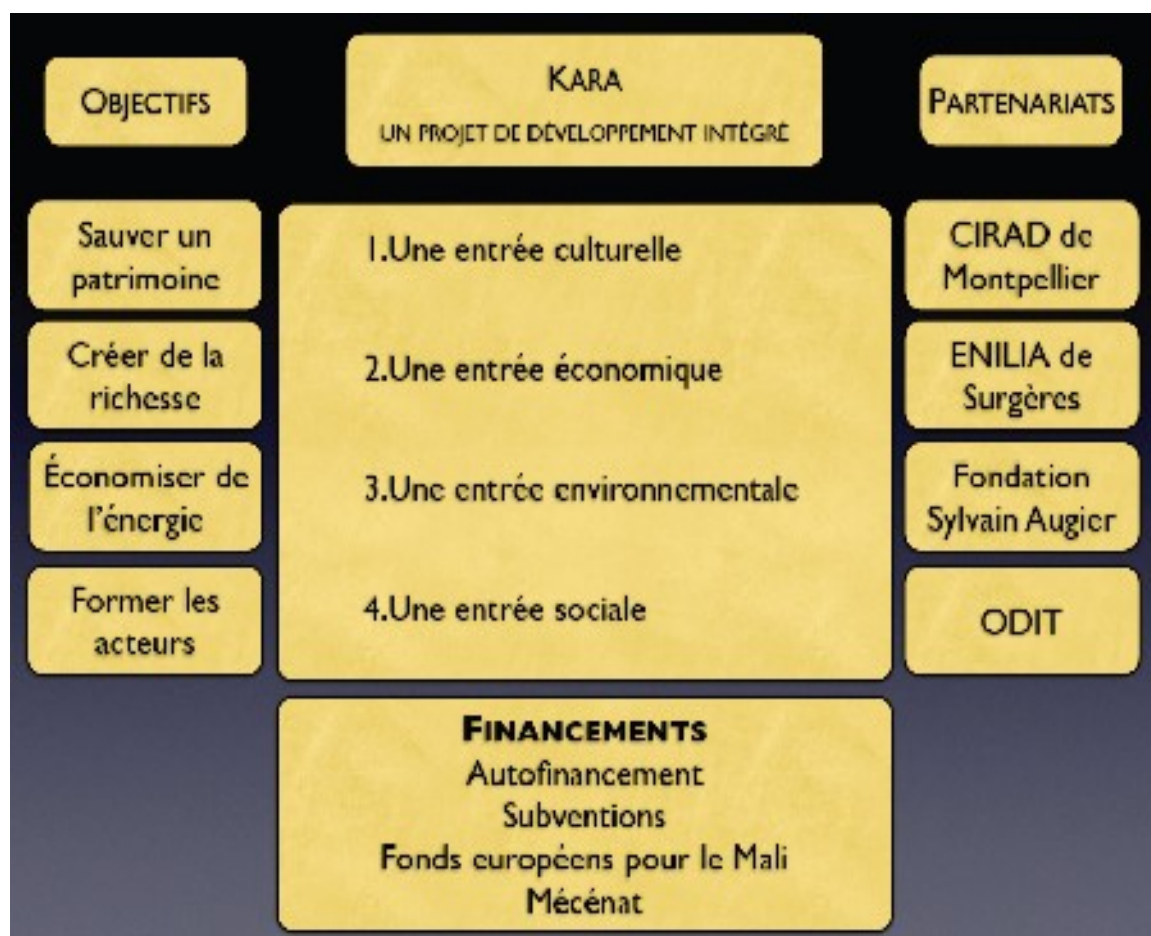 OBJECTIFS
KARA
UN PROJET DE DÉVELOPPEMENT INTÉGRÉ
PARTENARIATS
Sauver un
patrimoine
Créer de la
richesse
Économiser de
l'énergie
Former les
acteurs
1.Une entrée culturelle
2.Une entrée économique
3.Une entrée environnementale
4.Une entrée sociale
CIRAD de
Montpellier
ENILIA de
Surgères
Fondation
Sylvain Augier
ODIT
FINANCEMENTS
Autofinancement
Subventions
Fonds européens pour le Mali
Mécénat